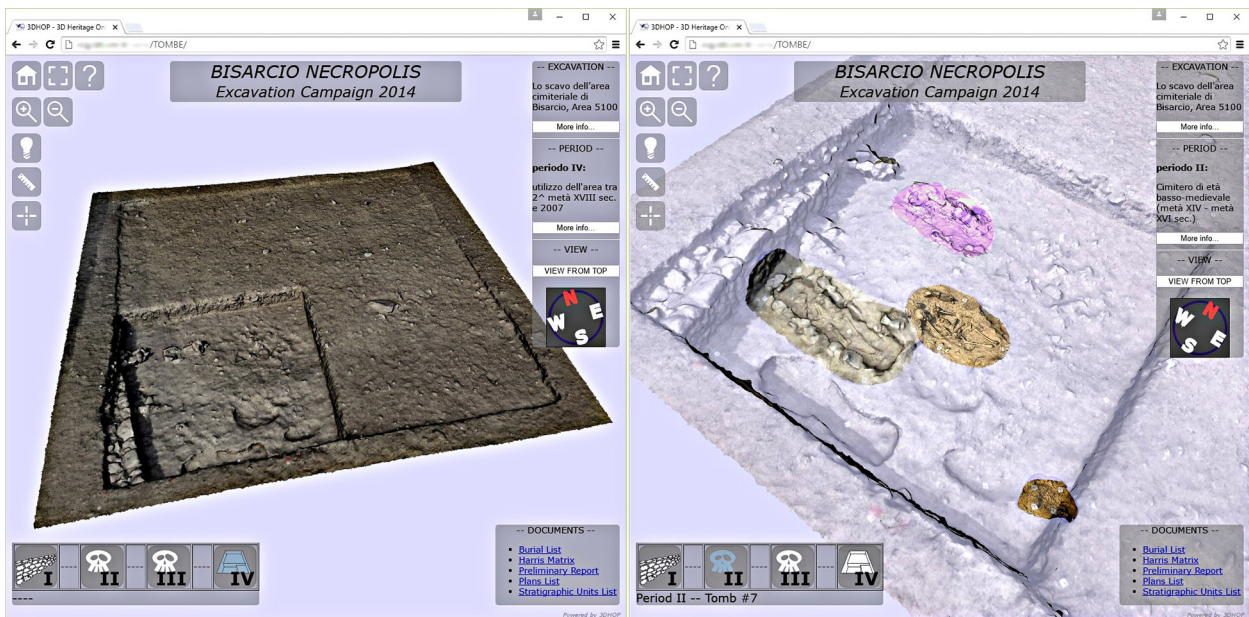 3DHOP - 3D Heritage On
/TOMBE/
?
BISARCIO NECROPOLIS
Excavation Campaign 2014
-- EXCAVATION --
Lo scavo dell'area
cimiteriale di
Bisarcio, Area 5100
More info...
-- PERIOD --
periodo IV:
utilizzo dell'area tra
2^ metà XVIII sec.
e 2007
More info...
-- VIEW --
VIEW FROM TOP
N
E
S
W
-- DOCUMENTS --
Burial List
Harris Matrix
Preliminary Report
Plans List
Stratigraphic Units List
I --- II --- III --- IV
----
Powered by 3DHOP
3DHOP - 3D Heritage On
/TOMBE/
?
BISARCIO NECROPOLIS
Excavation Campaign 2014
-- EXCAVATION --
Lo scavo dell'area
cimiteriale di
Bisarcio, Area 5100
More info...
-- PERIOD --
periodo II:
Cimitero di età
basso-medievale
(metà XIV - metà
XVI sec.)
More info...
-- VIEW --
VIEW FROM TOP
N
E
S
W
-- DOCUMENTS --
Burial List
Harris Matrix
Preliminary Report
Plans List
Stratigraphic Units List
I --- II --- III --- IV
Period II -- Tomb #7
Powered by 3DHOP